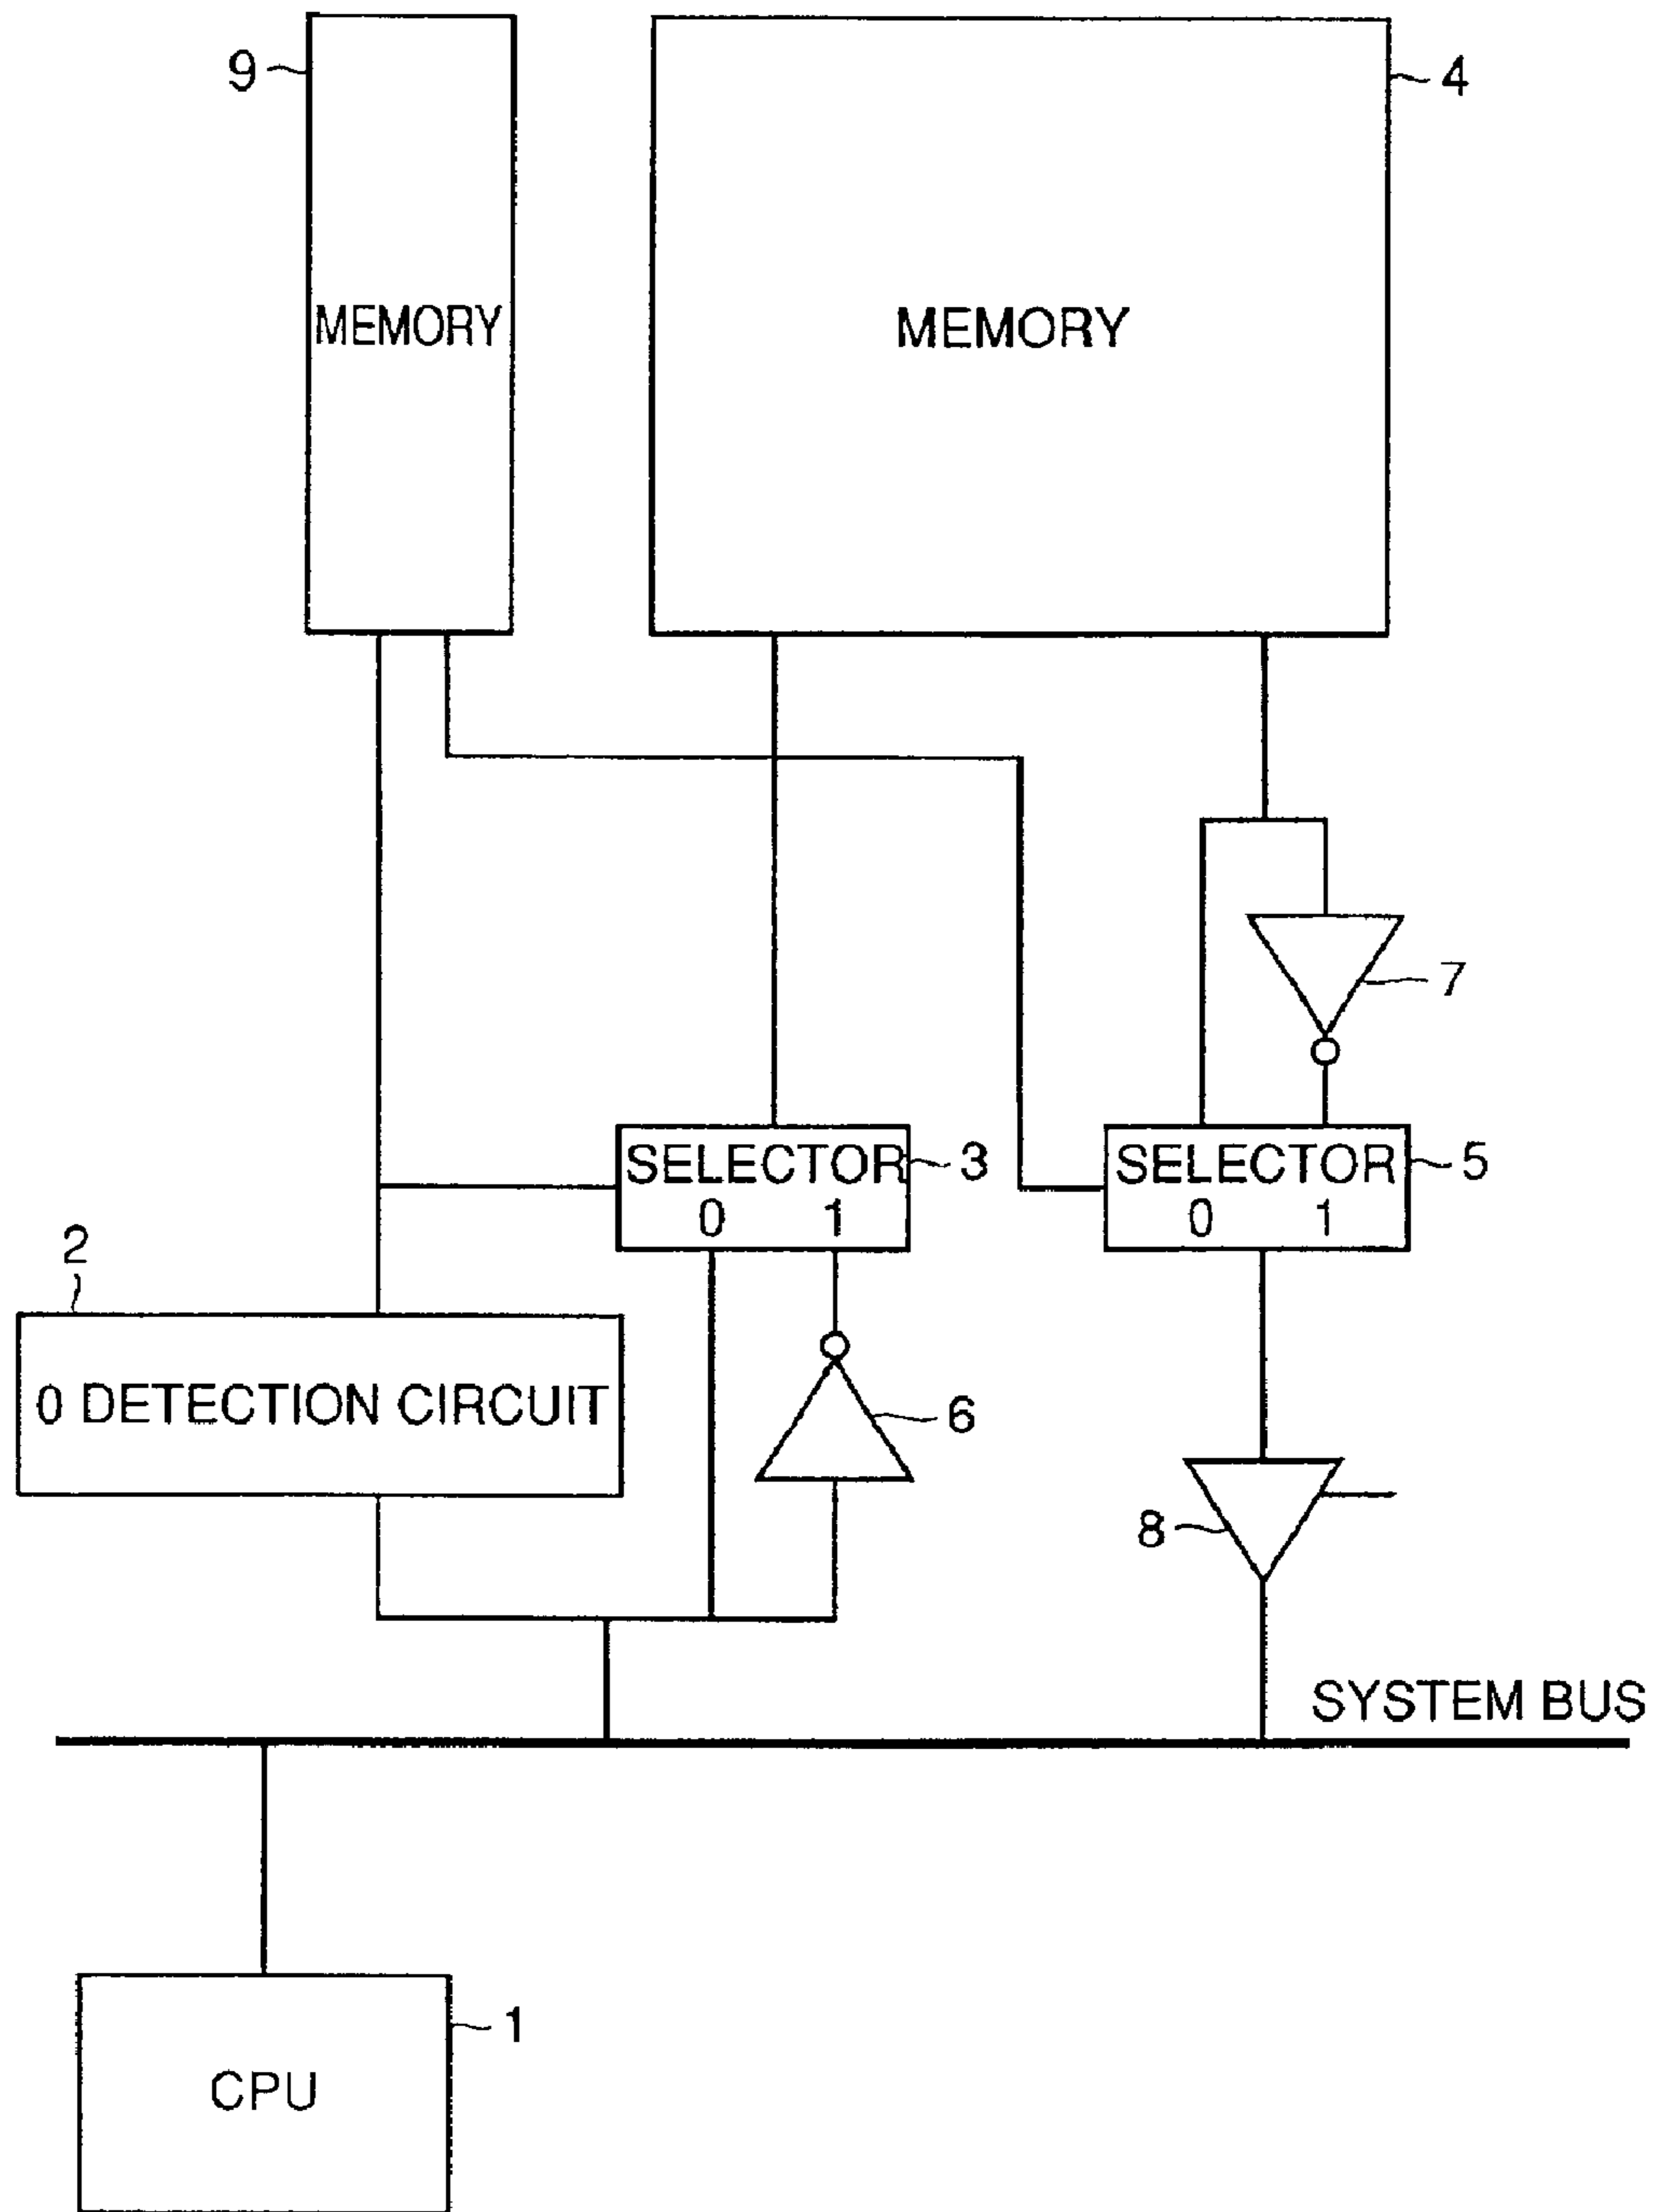 9
4
MEMORY
MEMORY
7
SELECTOR
0 1
3
SELECTOR
0 1
5
2
0 DETECTION CIRCUIT
6
8
SYSTEM BUS
1
CPU